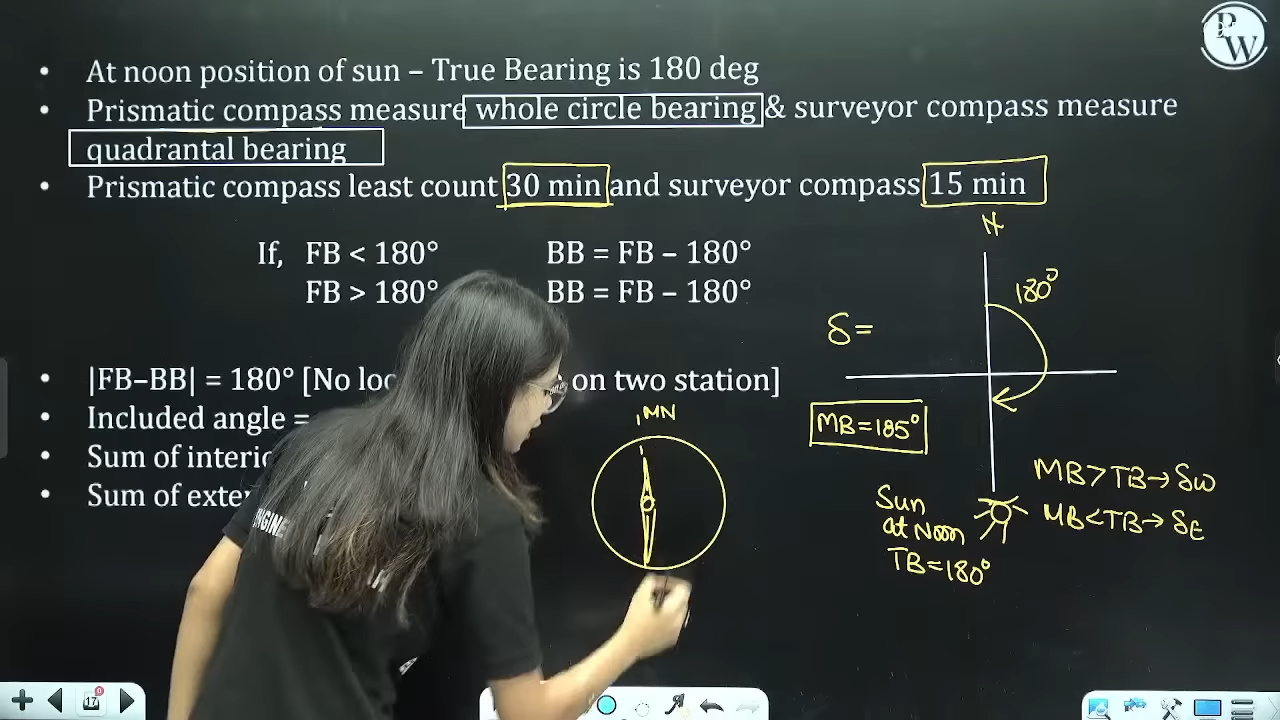 PW
• At noon position of sun – True Bearing is 180 deg
• Prismatic compass measure whole circle bearing & surveyor compass measure
quadrantal bearing
• Prismatic compass least count 30 min and surveyor compass 15 min
If, FB < 180° BB = FB – 180°
FB > 180° BB = FB – 180°
• |FB–BB| = 180° [No on two station]
• Included angle =
• Sum of
• Sum of
MN
N
180°
δ=
MB=185°
MB>TB→δW
MB<TB→δE
Sun
at Noon
TB=180°
17